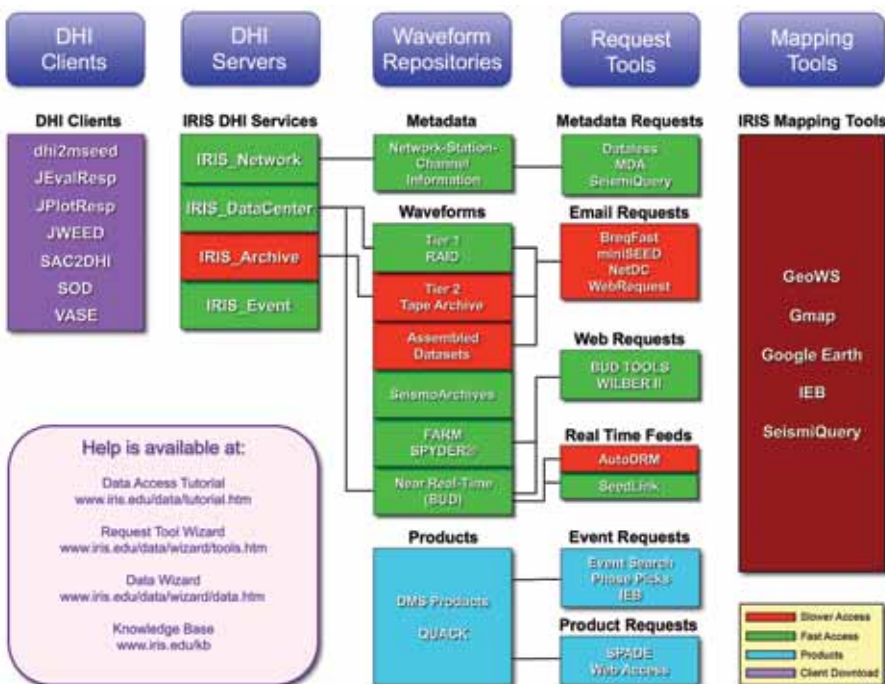 DHI
Clients
DHI
Servers
Waveform
Repositories
Request
Tools
Mapping
Tools
DHI Clients
dhi2mseed
JEvalResp
JPlotResp
JWEED
SAC2DHI
SOD
VASE
IRIS DHI Services
IRIS_Network
IRIS_DataCenter
IRIS_Archive
IRIS_Event
Metadata
Network-Station-
Channel
Information
Waveforms
Tier 1
RAID
Tier 2
Tape Archive
Assembled
Datasets
SeismoArchives
FARM
SPYDER®
Near Real-Time
(BUD)
Products
DMS Products
QUACK
Metadata Requests
Dataless
MDA
SeismiQuery
Email Requests
BreqFast
miniSEED
NetDC
WebRequest
Web Requests
BUD TOOLS
WILBER II
Real Time Feeds
AutoDRM
SeedLink
Event Requests
Event Search
Phase Picks
IEB
Product Requests
SPADE
Web Access
IRIS Mapping Tools
GeoWS
Gmap
Google Earth
IEB
SeismiQuery
Help is available at:
Data Access Tutorial
www.iris.edu/data/tutorial.htm
Request Tool Wizard
www.iris.edu/data/wizard/tools.htm
Data Wizard
www.iris.edu/data/wizard/data.htm
Knowledge Base
www.iris.edu/kb
Slower Access
Fast Access
Products
Client Download